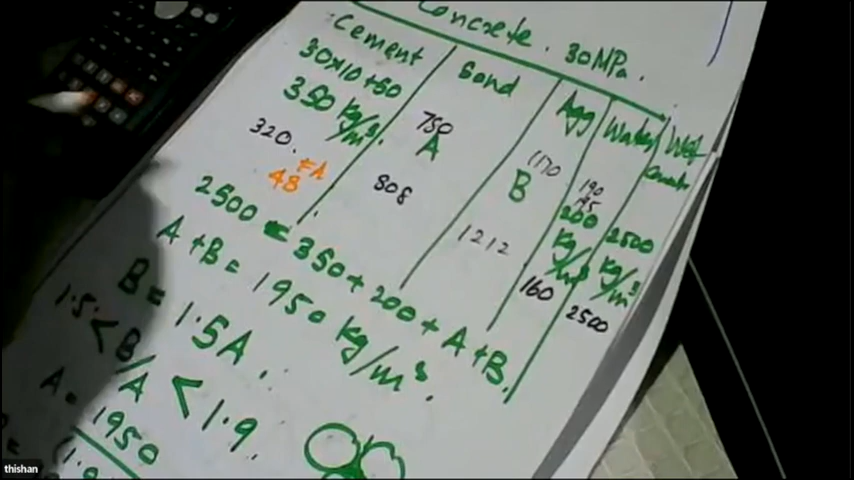 Concrete. 30MPa.
Cement Sand Agg Water Wet
30×10+50
350 kg/m³.
750 1170 190
195
A B 200 2500
kg/m³ kg/m³
320. 808 1212 160 2500
FA
48
2500 = 350 + 200 + A + B.
A + B = 1950 kg/m³.
B = 1.5A.
1.5 < B/A < 1.9
A = 1950
thishan